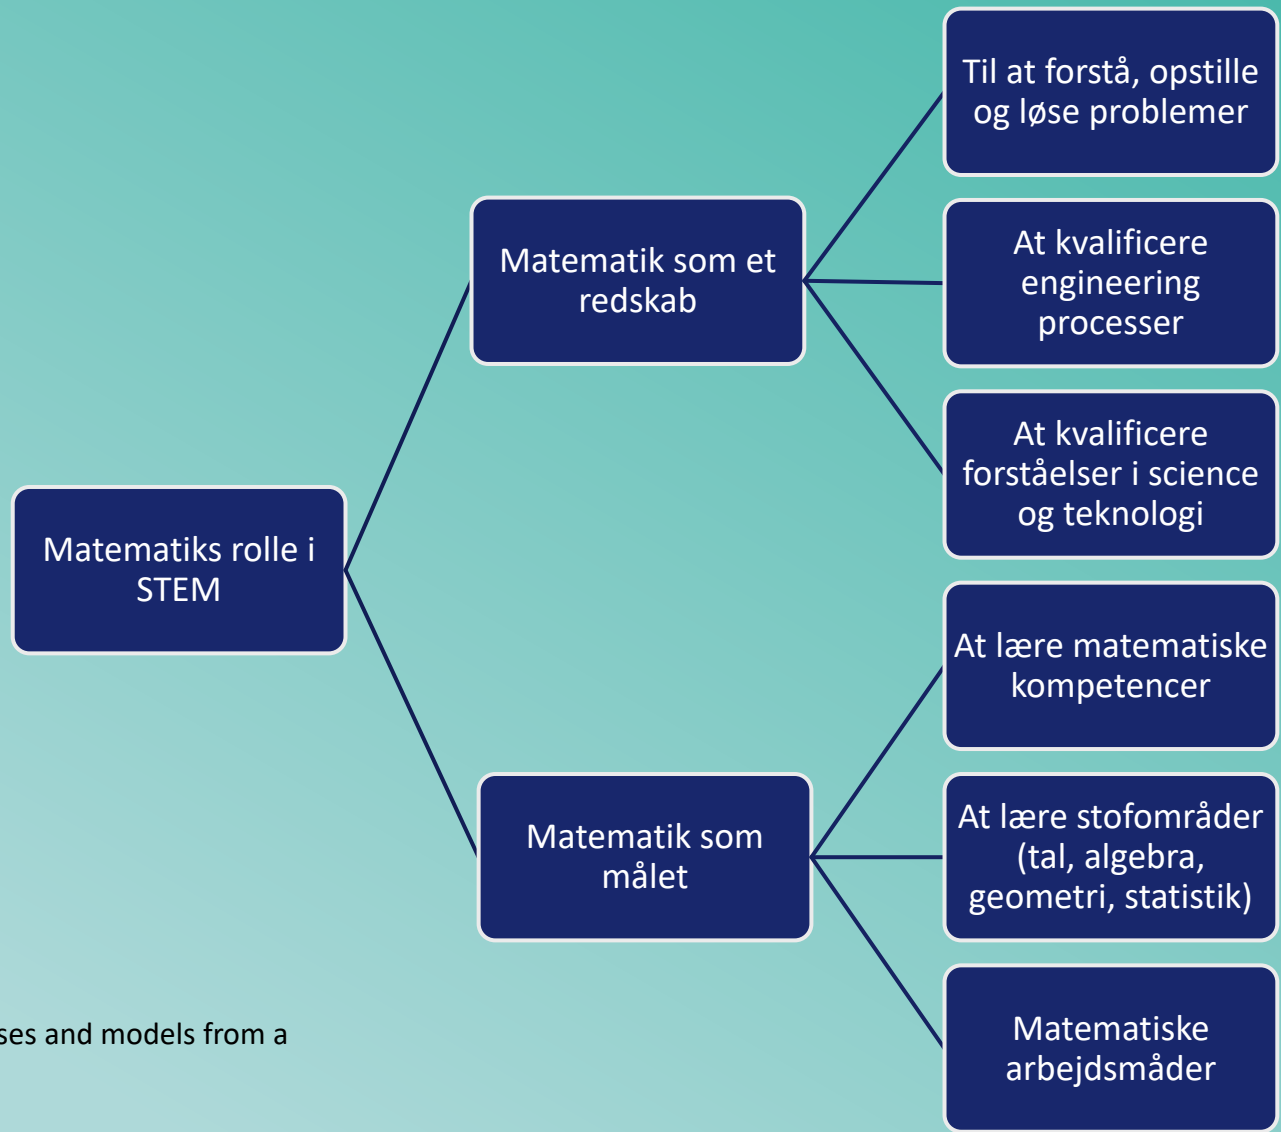 Matematiks rolle i
STEM
Matematik som et
redskab
Til at forstå, opstille
og løse problemer
At kvalificere
engineering
processer
At kvalificere
forståelser i science
og teknologi
Matematik som
målet
At lære matematiske
kompetencer
At lære stofområder
(tal, algebra,
geometri, statistik)
Matematiske
arbejdsmåder
ses and models from a